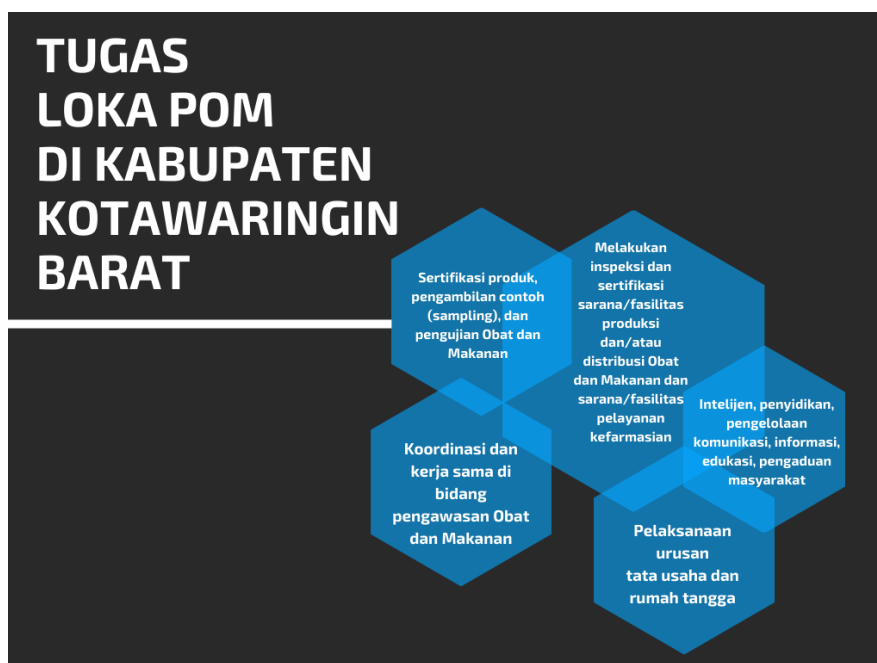 TUGAS
LOKA POM
DI KABUPATEN
KOTAWARINGIN
BARAT
Sertifikasi produk,
pengambilan contoh
(sampling), dan
pengujian Obat dan
Makanan
Melakukan
inspeksi dan
sertifikasi
sarana/fasilitas
produksi
dan/atau
distribusi Obat
dan Makanan dan
sarana/fasilitas
pelayanan
kefarmasian
Intelijen, penyidikan,
pengelolaan
komunikasi, informasi,
edukasi, pengaduan
masyarakat
Koordinasi dan
kerja sama di
bidang
pengawasan Obat
dan Makanan
Pelaksanaan
urusan
tata usaha dan
rumah tangga